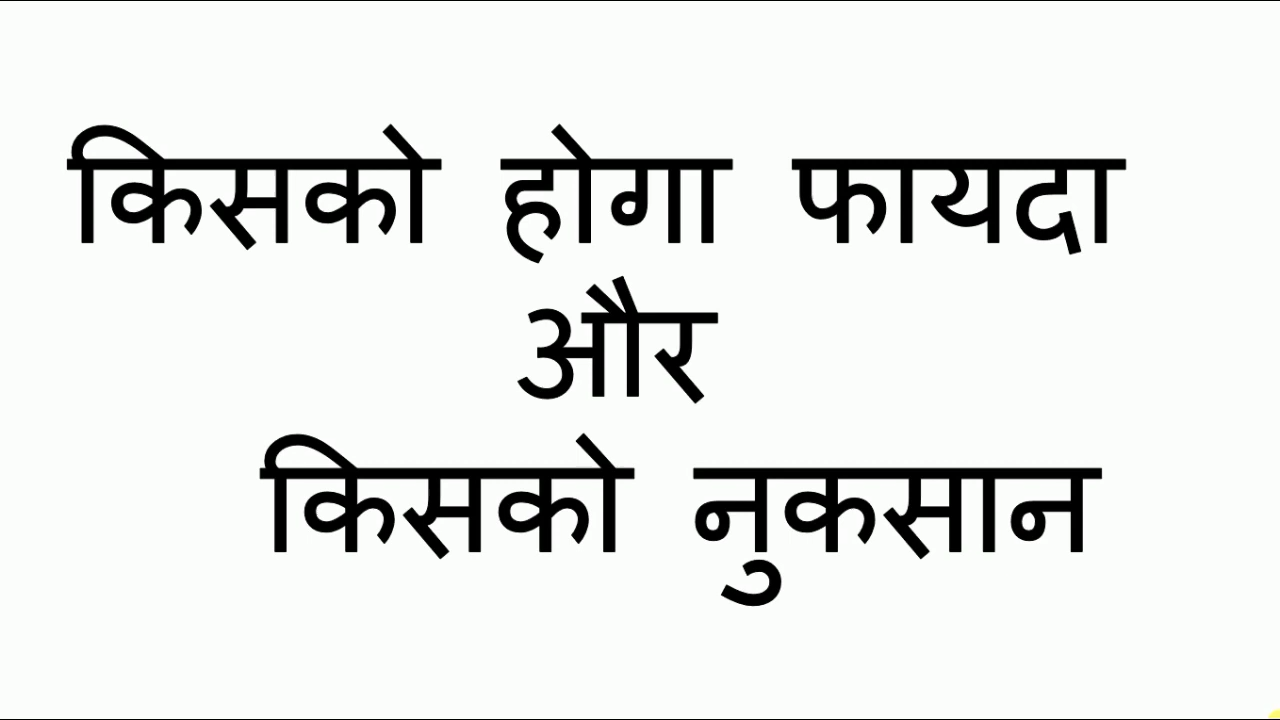 किसको होगा फायदा
और
किसको नुकसान